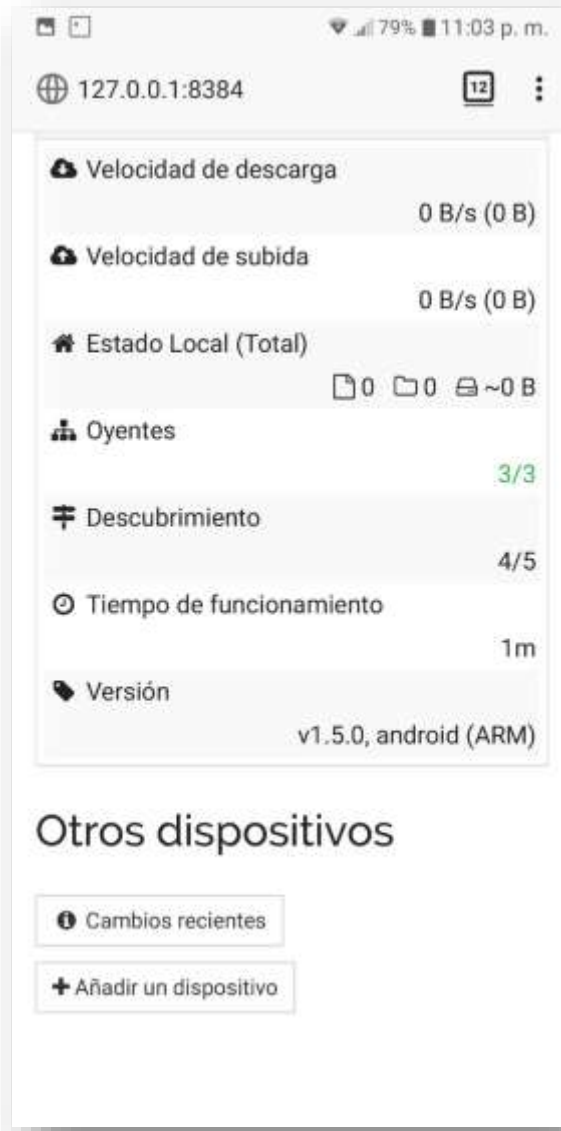 79% 11:03 p. m.
127.0.0.1:8384
12
Velocidad de descarga
0 B/s (0 B)
Velocidad de subida
0 B/s (0 B)
Estado Local (Total)
0 0 ~0 B
Oyentes
3/3
Descubrimiento
4/5
Tiempo de funcionamiento
1m
Versión
v1.5.0, android (ARM)
Otros dispositivos
Cambios recientes
Añadir un dispositivo